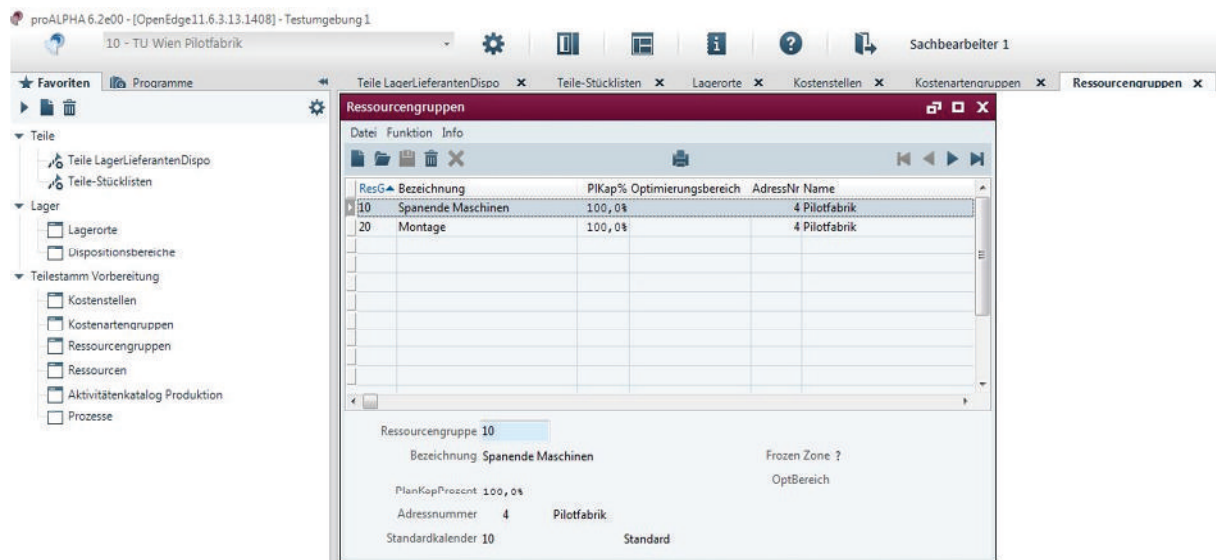 proALPHA 6.2e00 - [OpenEdge11.6.3.13.1408] - Testumgebung 1
10 - TU Wien Pilotfabrik
Sachbearbeiter 1
Favoriten Programme
Teile LagerLieferantenDispo Teile-Stücklisten Lagerorte Kostenstellen Kostenartengruppen Ressourcengruppen
Teile
Teile LagerLieferantenDispo
Teile-Stücklisten
Lager
Lagerorte
Dispositionsbereiche
Teilestamm Vorbereitung
Kostenstellen
Kostenartengruppen
Ressourcengruppen
Ressourcen
Aktivitätenkatalog Produktion
Prozesse
Ressourcengruppen
Datei Funktion Info
ResG Bezeichnung PlKap% Optimierungsbereich AdressNr Name
10 Spanende Maschinen 100,0% 4 Pilotfabrik
20 Montage 100,0% 4 Pilotfabrik
Ressourcengruppe 10
Bezeichnung Spanende Maschinen Frozen Zone ?
OptBereich
PlanKapProzent 100,0%
Adressnummer 4 Pilotfabrik
Standardkalender 10 Standard